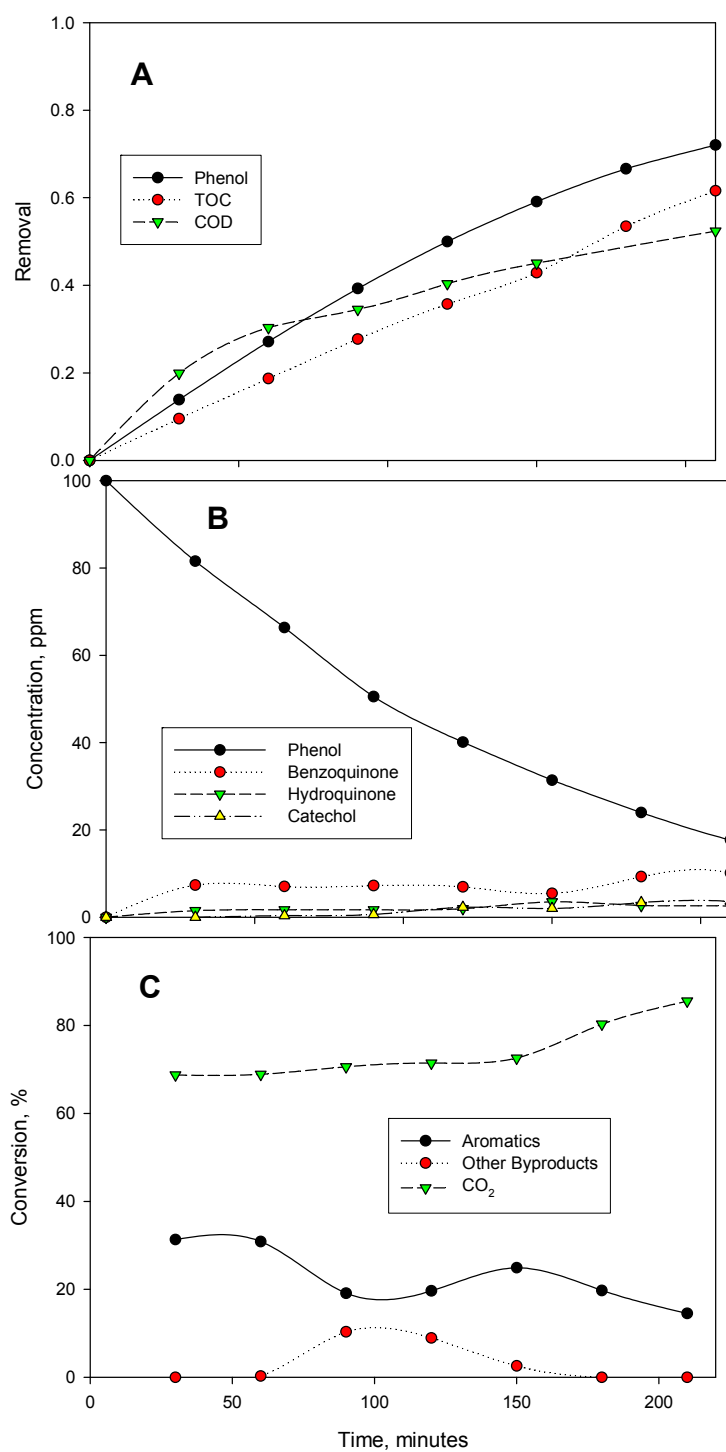 1.0
A
0.8
Phenol
TOC
COD
0.6
Removal
0.4
0.2
0.0
100
B
80
60
Concentration, ppm
Phenol
Benzoquinone
Hydroquinone
Catechol
40
20
0
100
C
80
60
Conversion, %
Aromatics
Other Byproducts
CO₂
40
20
0
0 50 100 150 200
Time, minutes